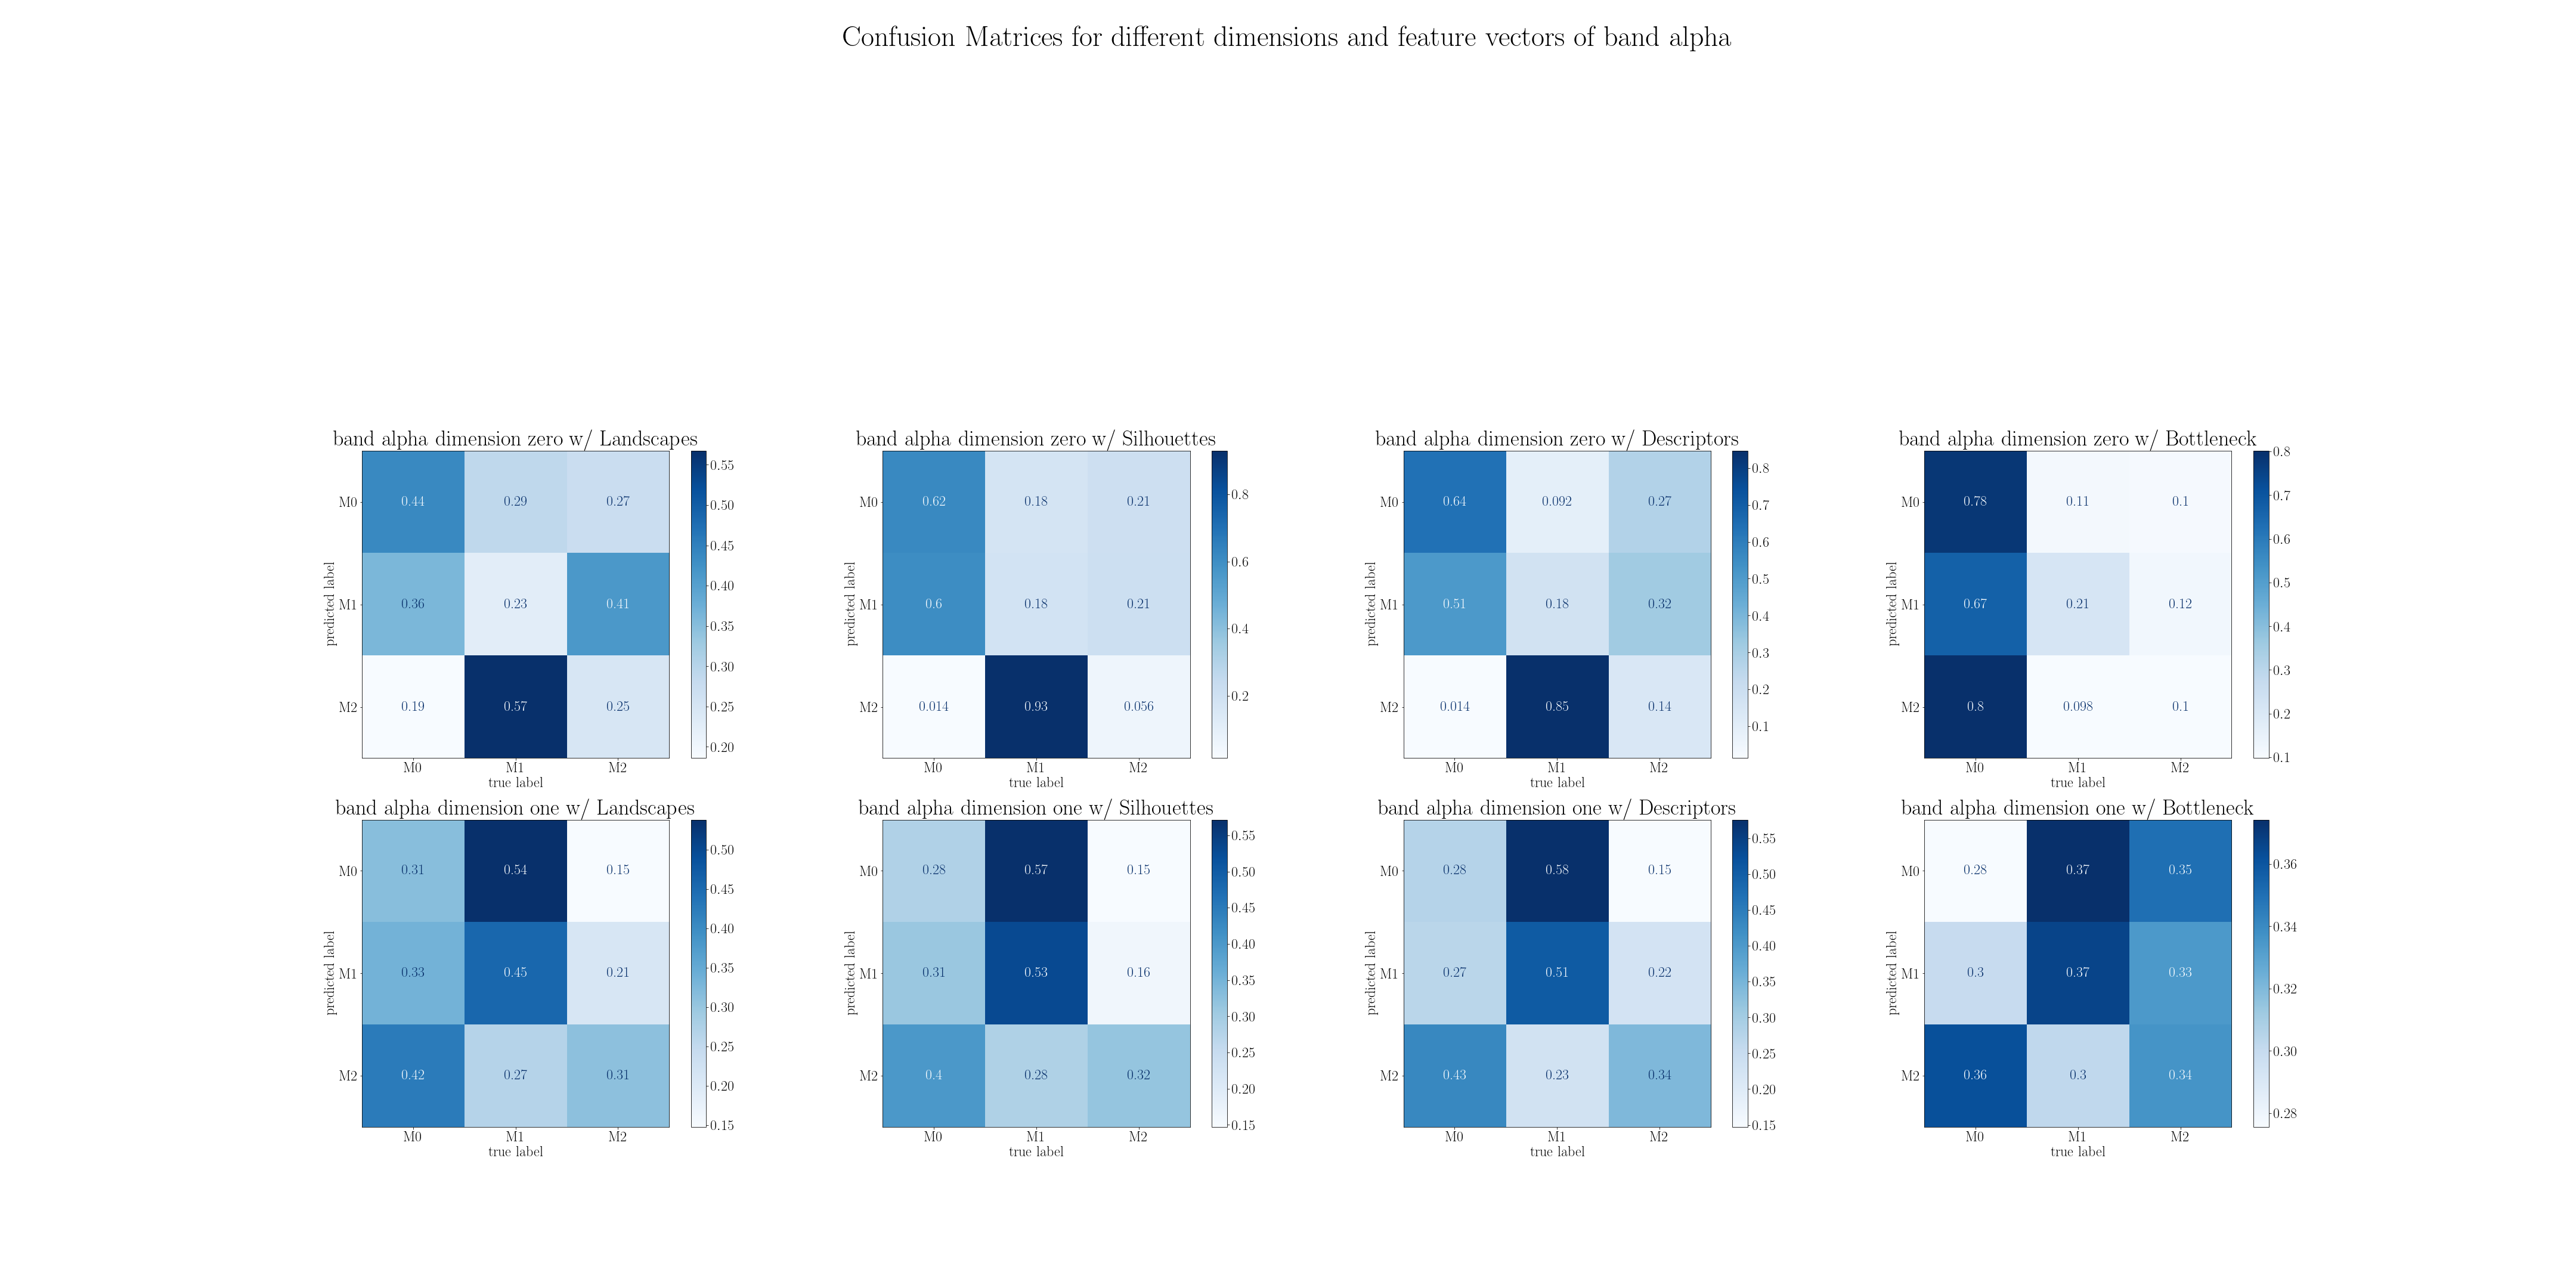 Confusion Matrices for different dimensions and feature vectors of band alpha
band alpha dimension zero w/ Landscapes
predicted label
M0 0.44 0.29 0.27
M1 0.36 0.23 0.41
M2 0.19 0.57 0.25
M0 M1 M2
true label
0.55
0.50
0.45
0.40
0.35
0.30
0.25
0.20
band alpha dimension zero w/ Silhouettes
predicted label
M0 0.62 0.18 0.21
M1 0.6 0.18 0.21
M2 0.014 0.93 0.056
M0 M1 M2
true label
0.8
0.6
0.4
0.2
band alpha dimension zero w/ Descriptors
predicted label
M0 0.64 0.092 0.27
M1 0.51 0.18 0.32
M2 0.014 0.85 0.14
M0 M1 M2
true label
0.8
0.7
0.6
0.5
0.4
0.3
0.2
0.1
band alpha dimension zero w/ Bottleneck
predicted label
M0 0.78 0.11 0.1
M1 0.67 0.21 0.12
M2 0.8 0.098 0.1
M0 M1 M2
true label
0.8
0.7
0.6
0.5
0.4
0.3
0.2
0.1
band alpha dimension one w/ Landscapes
predicted label
M0 0.31 0.54 0.15
M1 0.33 0.45 0.21
M2 0.42 0.27 0.31
M0 M1 M2
true label
0.50
0.45
0.40
0.35
0.30
0.25
0.20
0.15
band alpha dimension one w/ Silhouettes
predicted label
M0 0.28 0.57 0.15
M1 0.31 0.53 0.16
M2 0.4 0.28 0.32
M0 M1 M2
true label
0.55
0.50
0.45
0.40
0.35
0.30
0.25
0.20
0.15
band alpha dimension one w/ Descriptors
predicted label
M0 0.28 0.58 0.15
M1 0.27 0.51 0.22
M2 0.43 0.23 0.34
M0 M1 M2
true label
0.55
0.50
0.45
0.40
0.35
0.30
0.25
0.20
0.15
band alpha dimension one w/ Bottleneck
predicted label
M0 0.28 0.37 0.35
M1 0.3 0.37 0.33
M2 0.36 0.3 0.34
M0 M1 M2
true label
0.36
0.34
0.32
0.30
0.28